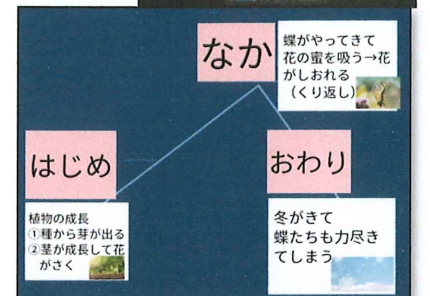 なか
蝶がやってきて
花の蜜を吸う→花
がしおれる
（くり返し）
はじめ
植物の成長
①種から芽が出る
②茎が成長して花
がさく
おわり
冬がきて
蝶たちも力尽き
てしまう